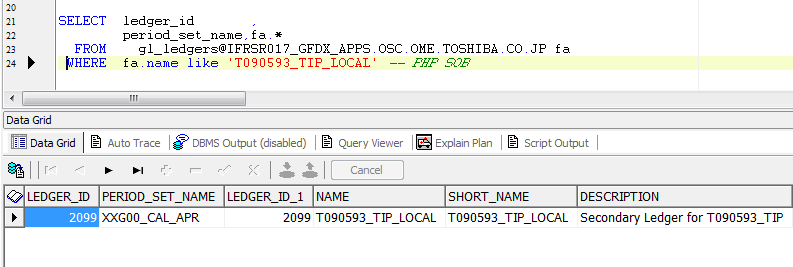 20
21 SELECT ledger_id ,
22 period_set_name,fa.*
23 FROM gl_ledgers@IFRSR017_GFDX_APPS.OSC.OME.TOSHIBA.CO.JP fa
24 WHERE fa.name like 'T090593_TIP_LOCAL' -- PHP SOB
Data Grid
Data Grid Auto Trace DBMS Output (disabled) Query Viewer Explain Plan Script Output
Cancel
LEDGER_ID PERIOD_SET_NAME LEDGER_ID_1 NAME SHORT_NAME DESCRIPTION
2099 XXG00_CAL_APR 2099 T090593_TIP_LOCAL T090593_TIP_LOCAL Secondary Ledger for T090593_TIP